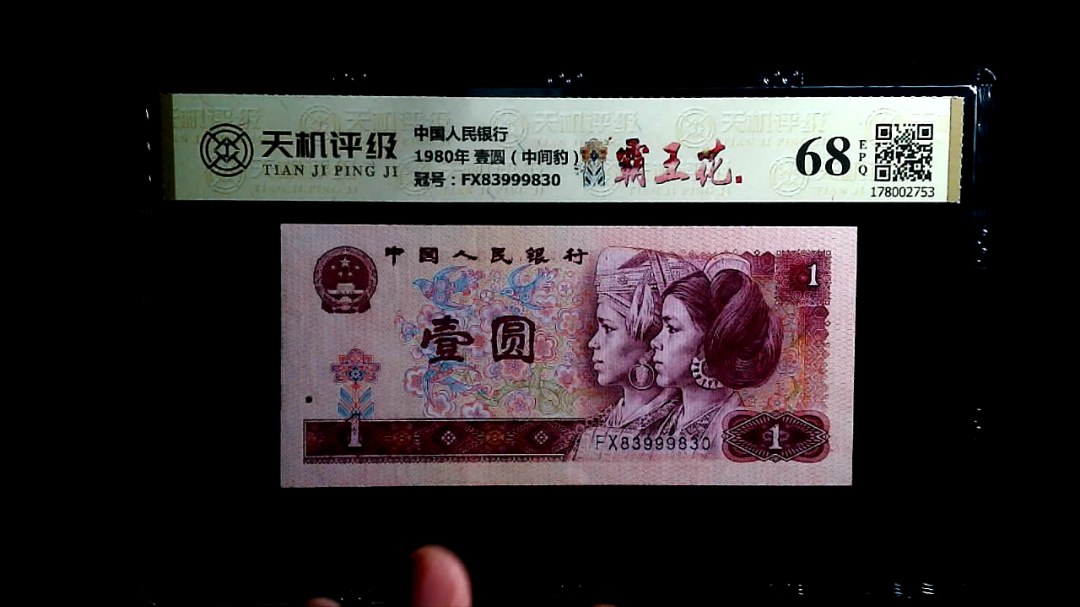 天机评级
TIAN JI PING JI
中国人民银行
1980年 壹圆（中间豹）
冠号：FX83999830
霸王花
68
EPQ
178002753
中国人民银行
1
壹圆
1
FX83999830
1